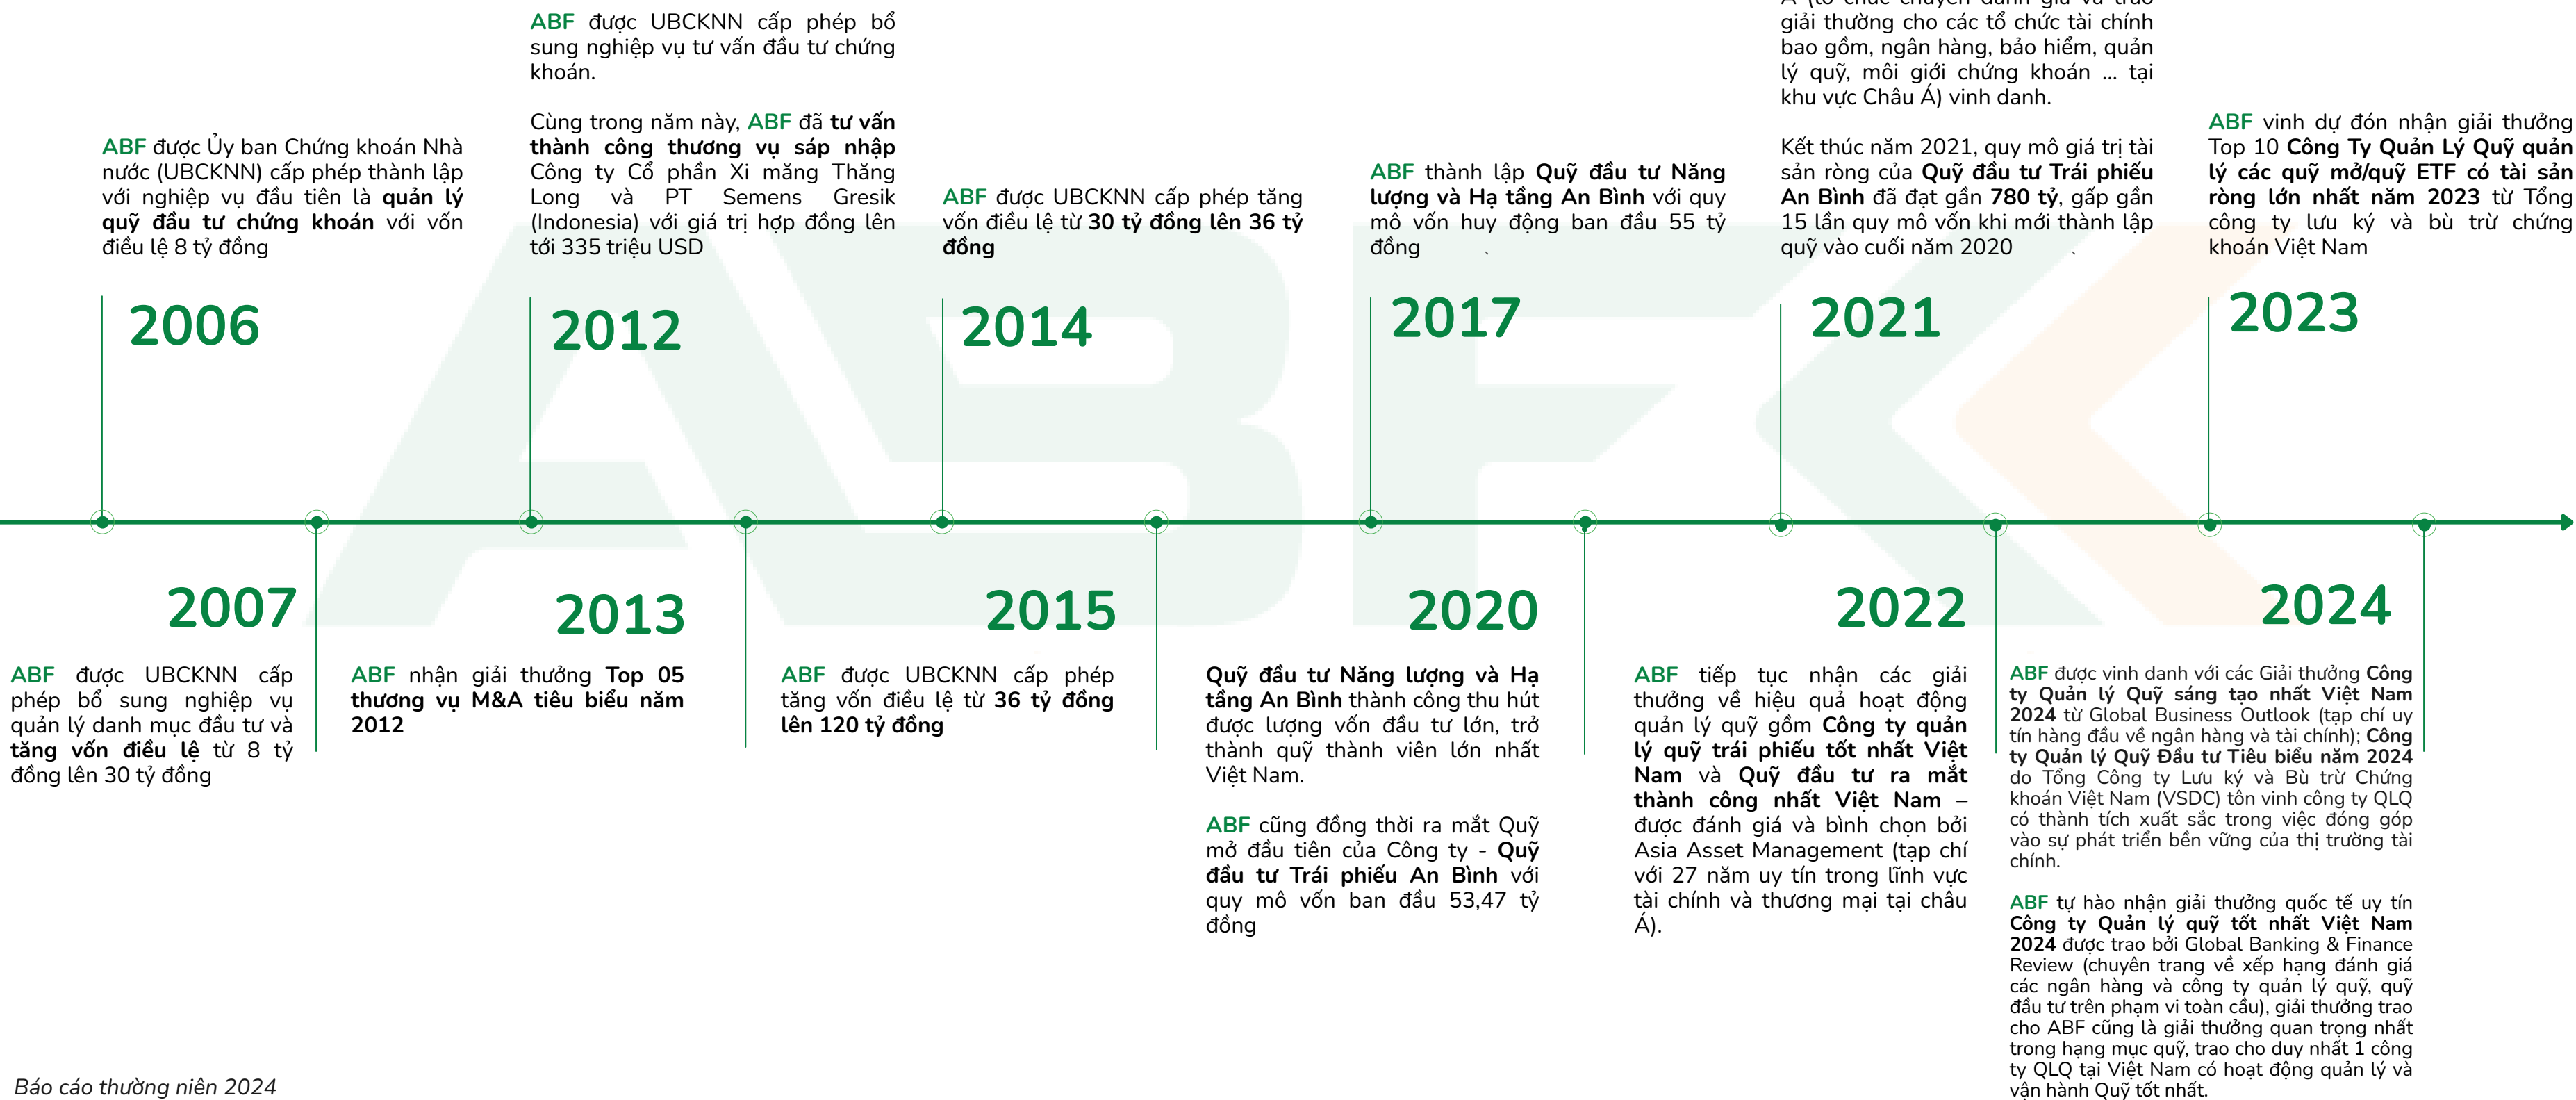 ABF được Ủy ban Chứng khoán Nhà
nước (UBCKNN) cấp phép thành lập
với nghiệp vụ đầu tiên là quản lý
quỹ đầu tư chứng khoán với vốn
điều lệ 8 tỷ đồng
2006
ABF được UBCKNN cấp phép bổ
sung nghiệp vụ tư vấn đầu tư chứng
khoán.
Cùng trong năm này, ABF đã tư vấn
thành công thương vụ sáp nhập
Công ty Cổ phần Xi măng Thăng
Long và PT Semens Gresik
(Indonesia) với giá trị hợp đồng lên
tới 335 triệu USD
2012
ABF được UBCKNN cấp phép tăng
vốn điều lệ từ 30 tỷ đồng lên 36 tỷ
đồng
2014
ABF thành lập Quỹ đầu tư Năng
lượng và Hạ tầng An Bình với quy
mô vốn huy động ban đầu 55 tỷ
đồng
2017
Á (tổ chức chuyên đánh giá và trao
giải thưởng cho các tổ chức tài chính
bao gồm, ngân hàng, bảo hiểm, quản
lý quỹ, môi giới chứng khoán ... tại
khu vực Châu Á) vinh danh.
Kết thúc năm 2021, quy mô giá trị tài
sản ròng của Quỹ đầu tư Trái phiếu
An Bình đã đạt gần 780 tỷ, gấp gần
15 lần quy mô vốn khi mới thành lập
quỹ vào cuối năm 2020
2021
ABF vinh dự đón nhận giải thưởng
Top 10 Công Ty Quản Lý Quỹ quản
lý các quỹ mở/quỹ ETF có tài sản
ròng lớn nhất năm 2023 từ Tổng
công ty lưu ký và bù trừ chứng
khoán Việt Nam
2023
2007
ABF được UBCKNN cấp
phép bổ sung nghiệp vụ
quản lý danh mục đầu tư và
tăng vốn điều lệ từ 8 tỷ
đồng lên 30 tỷ đồng
2013
ABF nhận giải thưởng Top 05
thương vụ M&A tiêu biểu năm
2012
2015
ABF được UBCKNN cấp phép
tăng vốn điều lệ từ 36 tỷ đồng
lên 120 tỷ đồng
2020
Quỹ đầu tư Năng lượng và Hạ
tầng An Bình thành công thu hút
được lượng vốn đầu tư lớn, trở
thành quỹ thành viên lớn nhất
Việt Nam.
ABF cũng đồng thời ra mắt Quỹ
mở đầu tiên của Công ty - Quỹ
đầu tư Trái phiếu An Bình với
quy mô vốn ban đầu 53,47 tỷ
đồng
2022
ABF tiếp tục nhận các giải
thưởng về hiệu quả hoạt động
quản lý quỹ gồm Công ty quản
lý quỹ trái phiếu tốt nhất Việt
Nam và Quỹ đầu tư ra mắt
thành công nhất Việt Nam –
được đánh giá và bình chọn bởi
Asia Asset Management (tạp chí
với 27 năm uy tín trong lĩnh vực
tài chính và thương mại tại châu
Á).
2024
ABF được vinh danh với các Giải thưởng Công
ty Quản lý Quỹ sáng tạo nhất Việt Nam
2024 từ Global Business Outlook (tạp chí uy
tín hàng đầu về ngân hàng và tài chính); Công
ty Quản lý Quỹ Đầu tư Tiêu biểu năm 2024
do Tổng Công ty Lưu ký và Bù trừ Chứng
khoán Việt Nam (VSDC) tôn vinh công ty QLQ
có thành tích xuất sắc trong việc đóng góp
vào sự phát triển bền vững của thị trường tài
chính.
ABF tự hào nhận giải thưởng quốc tế uy tín
Công ty Quản lý quỹ tốt nhất Việt Nam
2024 được trao bởi Global Banking & Finance
Review (chuyên trang về xếp hạng đánh giá
các ngân hàng và công ty quản lý quỹ, quỹ
đầu tư trên phạm vi toàn cầu), giải thưởng trao
cho ABF cũng là giải thưởng quan trọng nhất
trong hạng mục quỹ, trao cho duy nhất 1 công
ty QLQ tại Việt Nam có hoạt động quản lý và
vận hành Quỹ tốt nhất.
Báo cáo thường niên 2024
ABF